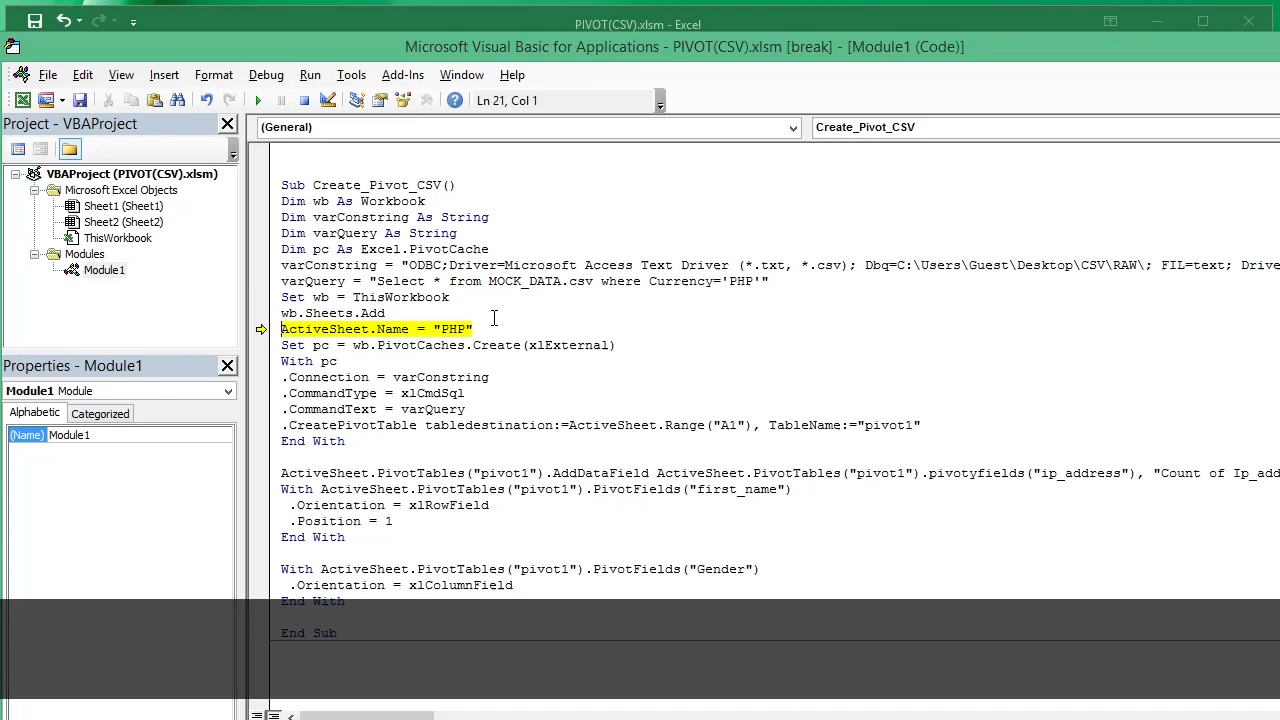 PIVOT(CSV).xlsm - Excel
Microsoft Visual Basic for Applications - PIVOT(CSV).xlsm [break] - [Module1 (Code)]
File Edit View Insert Format Debug Run Tools Add-Ins Window Help
Ln 21, Col 1
Project - VBAProject
(General)
Create_Pivot_CSV
VBAProject (PIVOT(CSV).xlsm)
Microsoft Excel Objects
Sheet1 (Sheet1)
Sheet2 (Sheet2)
ThisWorkbook
Modules
Module1
Properties - Module1
Module1 Module
Alphabetic Categorized
(Name) Module1
Sub Create_Pivot_CSV()
Dim wb As Workbook
Dim varConstring As String
Dim varQuery As String
Dim pc As Excel.PivotCache
varConstring = "ODBC;Driver=Microsoft Access Text Driver (*.txt, *.csv); Dbq=C:\Users\Guest\Desktop\CSV\RAW\; FIL=text; Drive
varQuery = "Select * from MOCK_DATA.csv where Currency='PHP'"
Set wb = ThisWorkbook
wb.Sheets.Add
ActiveSheet.Name = "PHP"
Set pc = wb.PivotCaches.Create(xlExternal)
With pc
.Connection = varConstring
.CommandType = xlCmdSql
.CommandText = varQuery
.CreatePivotTable tabledestination:=ActiveSheet.Range("A1"), TableName:="pivot1"
End With
ActiveSheet.PivotTables("pivot1").AddDataField ActiveSheet.PivotTables("pivot1").pivotyfields("ip_address"), "Count of Ip_add
With ActiveSheet.PivotTables("pivot1").PivotFields("first_name")
.Orientation = xlRowField
.Position = 1
End With
With ActiveSheet.PivotTables("pivot1").PivotFields("Gender")
.Orientation = xlColumnField
End With
End Sub